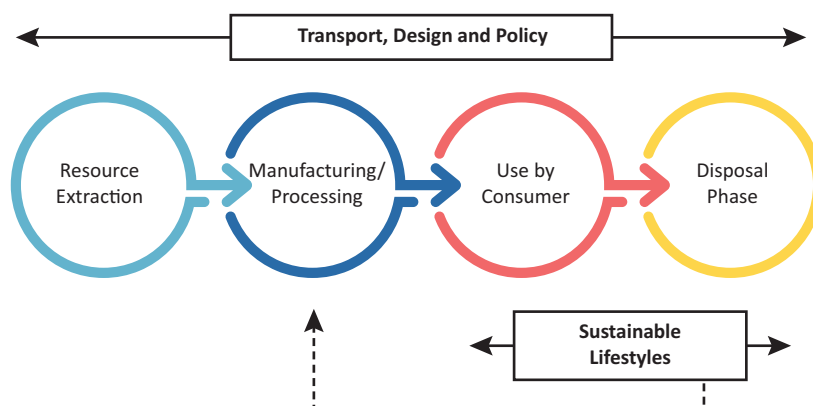 Transport, Design and Policy
Resource
Extraction
Manufacturing/
Processing
Use by
Consumer
Disposal
Phase
Sustainable
Lifestyles